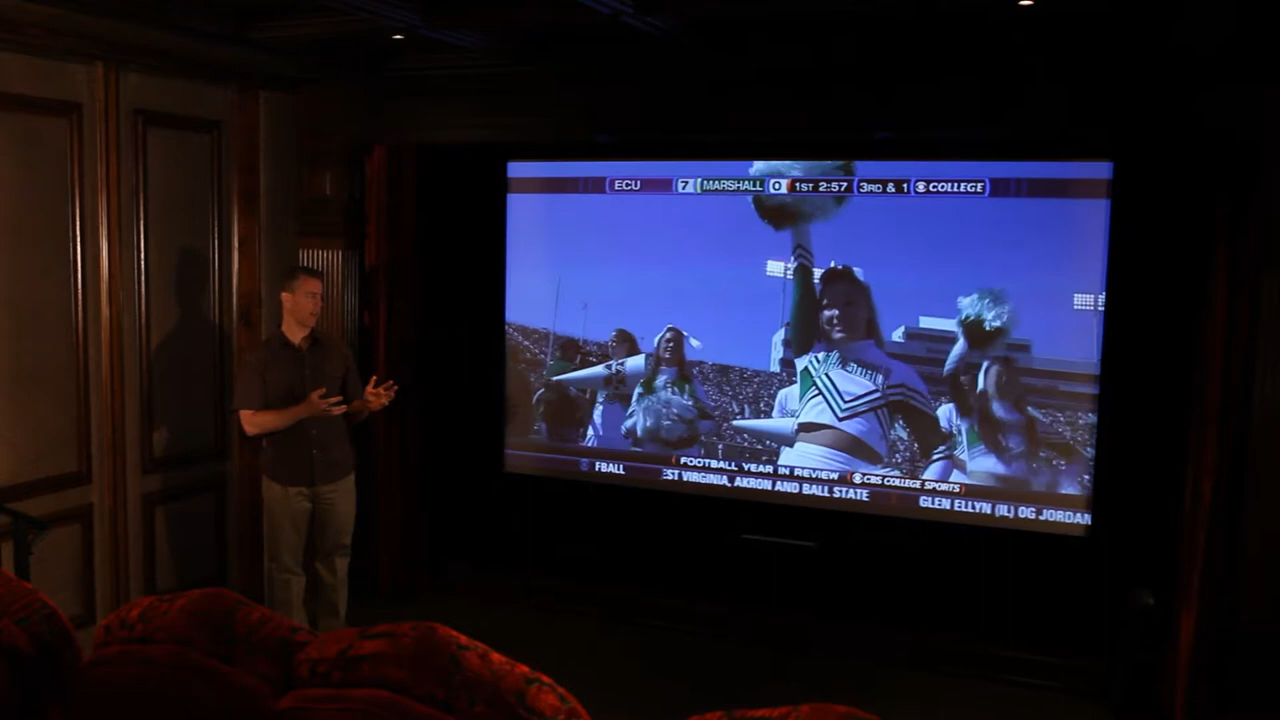 ECU 7 MARSHALL 0 1ST 2:57 3RD & 1 COLLEGE
FOOTBALL YEAR IN REVIEW CBS COLLEGE SPORTS
FBALL EST VIRGINIA, AKRON AND BALL STATE GLEN ELLYN (IL) OG JORDAN